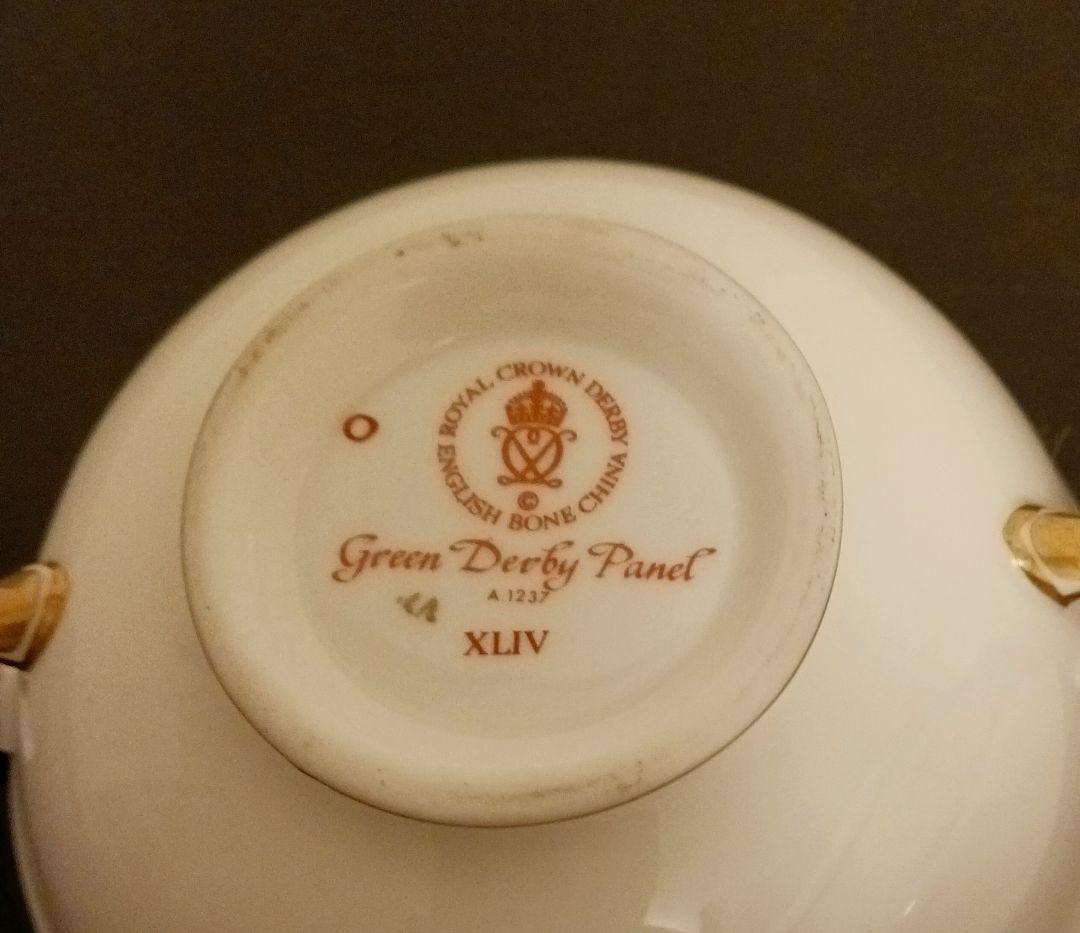 ROYAL CROWN DERBY
ENGLISH BONE CHINA
©
O
Green Derby Panel
A.1237
XLIV